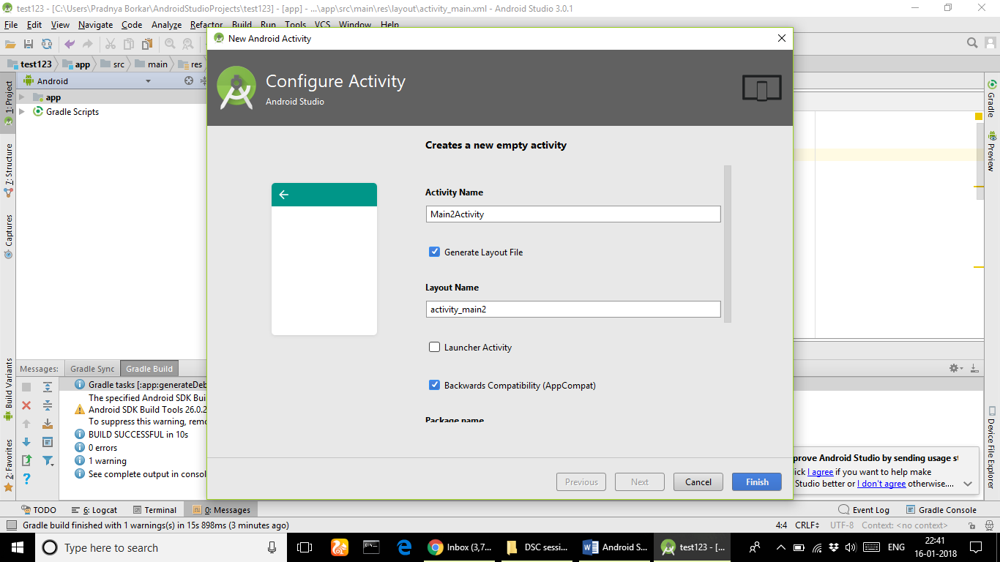 test123 - [C:\Users\Pradnya Borkar\AndroidStudioProjects\test123] - [app] - ...\app\src\main\res\layout\activity_main.xml - Android Studio 3.0.1
File Edit View Navigate Code Analyze Refactor Build Run Tools VCS Window Help
New Android Activity
test123 app src main res
Configure Activity
Android Studio
1: Project
Android
app
Gradle Scripts
Gradle
Preview
7: Structure
Captures
Creates a new empty activity
Activity Name
Main2Activity
Generate Layout File
Layout Name
activity_main2
Launcher Activity
Backwards Compatibility (AppCompat)
Package name
Previous Next Cancel Finish
Build Variants
2: Favorites
Messages: Gradle Sync Gradle Build
Gradle tasks [:app:generateDeb
The specified Android SDK Bui
Android SDK Build Tools 26.0.2
To suppress this warning, remo
BUILD SUCCESSFUL in 10s
0 errors
1 warning
See complete output in consol
Device File Explorer
prove Android Studio by sending usage st
ick I agree if you want to help make
Studio better or I don't agree otherwise....
TODO 6: Logcat Terminal 0: Messages Event Log Gradle Console
Gradle build finished with 1 warnings(s) in 15s 898ms (3 minutes ago) 4:4 CRLF UTF-8 Context: <no context>
Type here to search
Inbox (3,7... DSC sessi... Android S... test123 - [...
ENG
22:41
16-01-2018